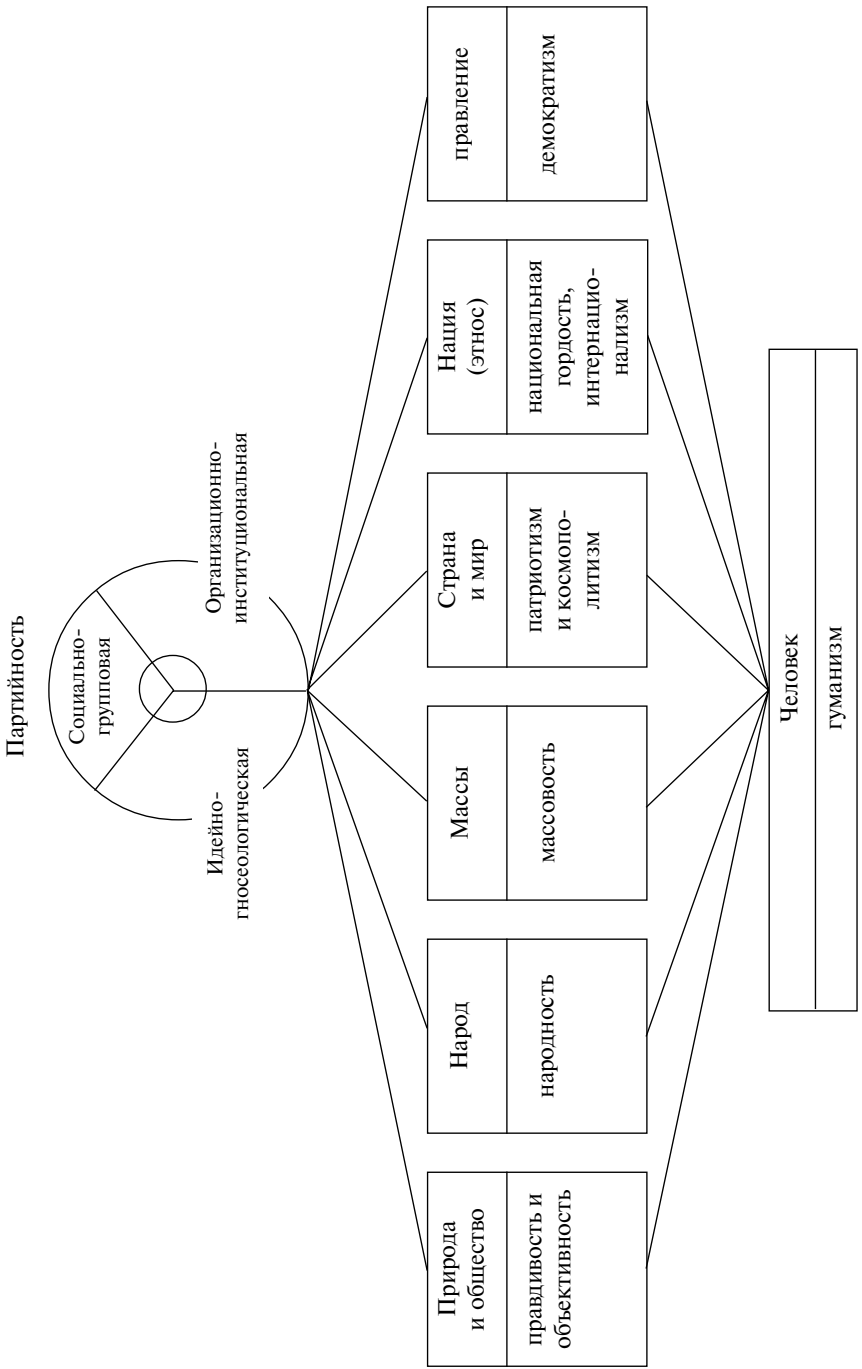 Партийность
Социально-
групповая
Идейно-
гносеологическая
Организационно-
институциональная
Природа
и общество
правдивость и
объективность
Народ
народность
Массы
массовость
Страна
и мир
патриотизм
и космопо-
литизм
Нация
(этнос)
национальная
гордость,
интернацио-
нализм
правление
демократизм
Человек
гуманизм